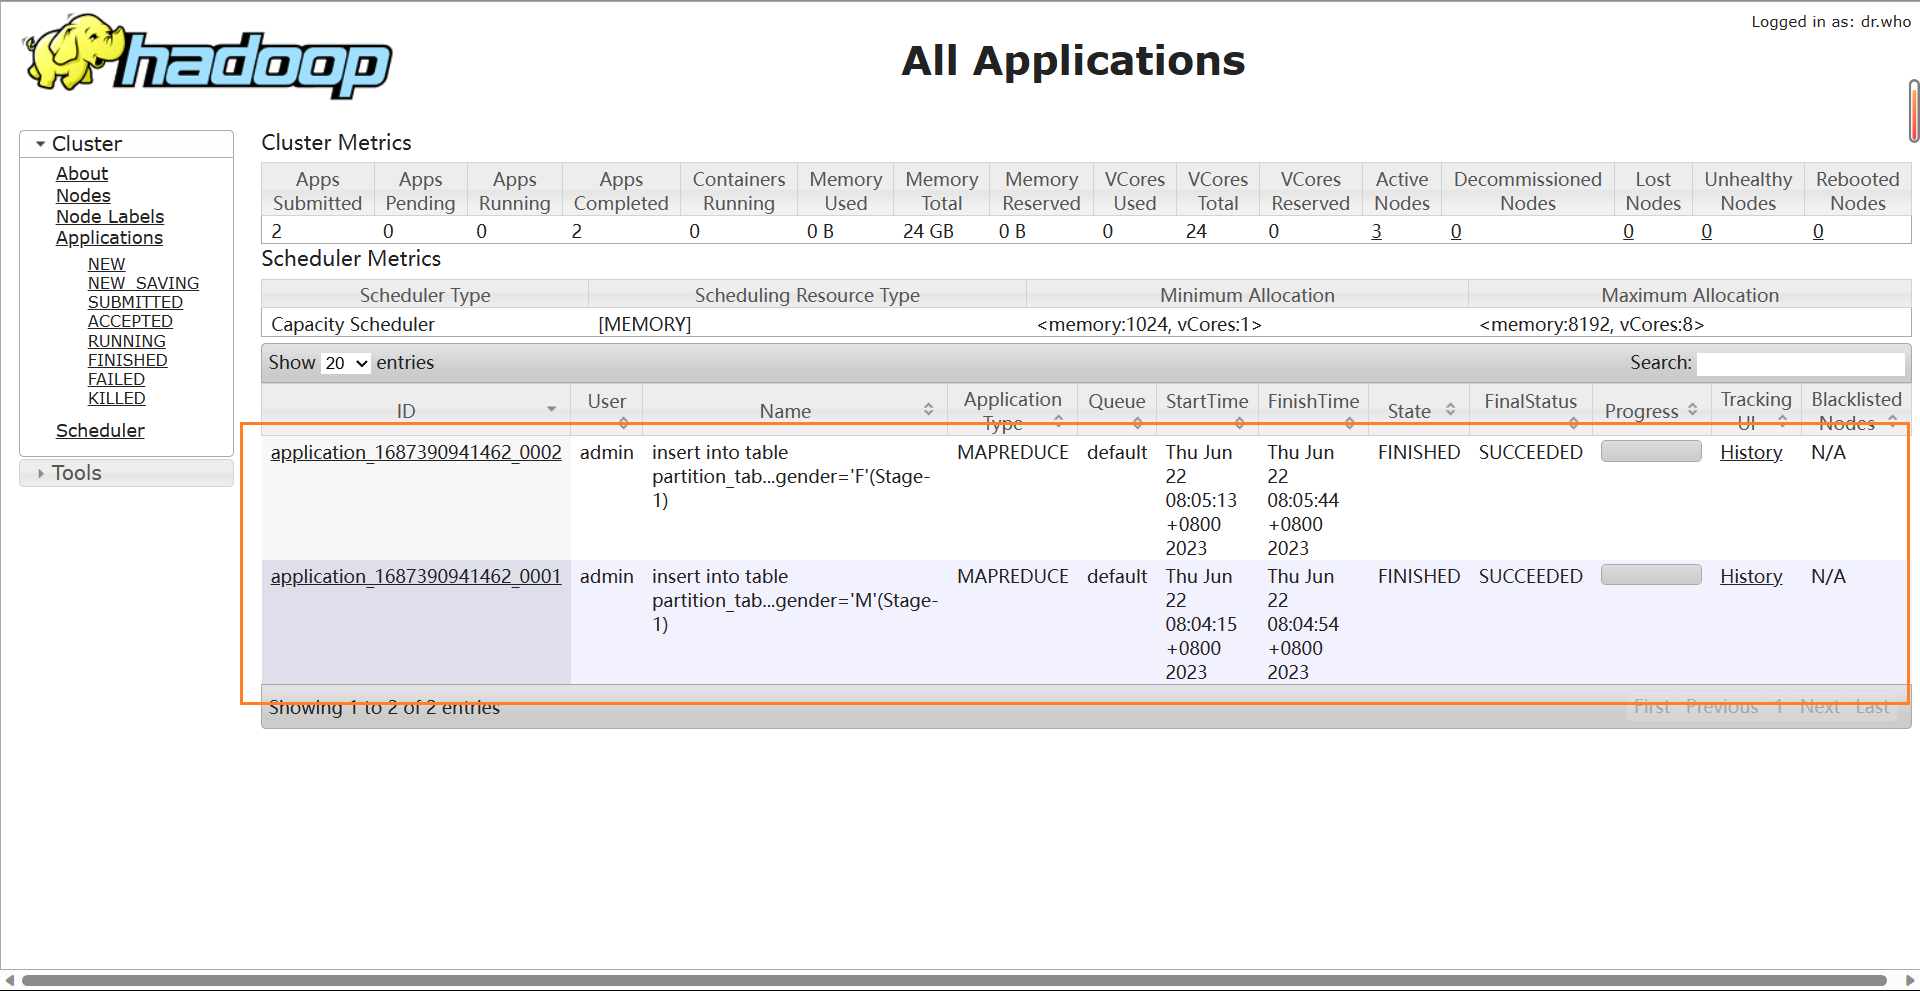 Logged in as: dr.who
hadoop
All Applications
Cluster
About
Nodes
Node Labels
Applications
NEW
NEW_SAVING
SUBMITTED
ACCEPTED
RUNNING
FINISHED
FAILED
KILLED
Scheduler
Tools
Cluster Metrics
Apps Submitted Apps Pending Apps Running Apps Completed Containers Running Memory Used Memory Total Memory Reserved VCores Used VCores Total VCores Reserved Active Nodes Decommissioned Nodes Lost Nodes Unhealthy Nodes Rebooted Nodes
2 0 0 2 0 0 B 24 GB 0 B 0 24 0 3 0 0 0 0
Scheduler Metrics
Scheduler Type Scheduling Resource Type Minimum Allocation Maximum Allocation
Capacity Scheduler [MEMORY] <memory:1024, vCores:1> <memory:8192, vCores:8>
Show 20 entries Search:
ID User Name Application Type Queue StartTime FinishTime State FinalStatus Progress Tracking UI Blacklisted Nodes
application_1687390941462_0002 admin insert into table partition_tab...gender='F'(Stage-1) MAPREDUCE default Thu Jun 22 08:05:13 +0800 2023 Thu Jun 22 08:05:44 +0800 2023 FINISHED SUCCEEDED History N/A
application_1687390941462_0001 admin insert into table partition_tab...gender='M'(Stage-1) MAPREDUCE default Thu Jun 22 08:04:15 +0800 2023 Thu Jun 22 08:04:54 +0800 2023 FINISHED SUCCEEDED History N/A
Showing 1 to 2 of 2 entries First Previous 1 Next Last